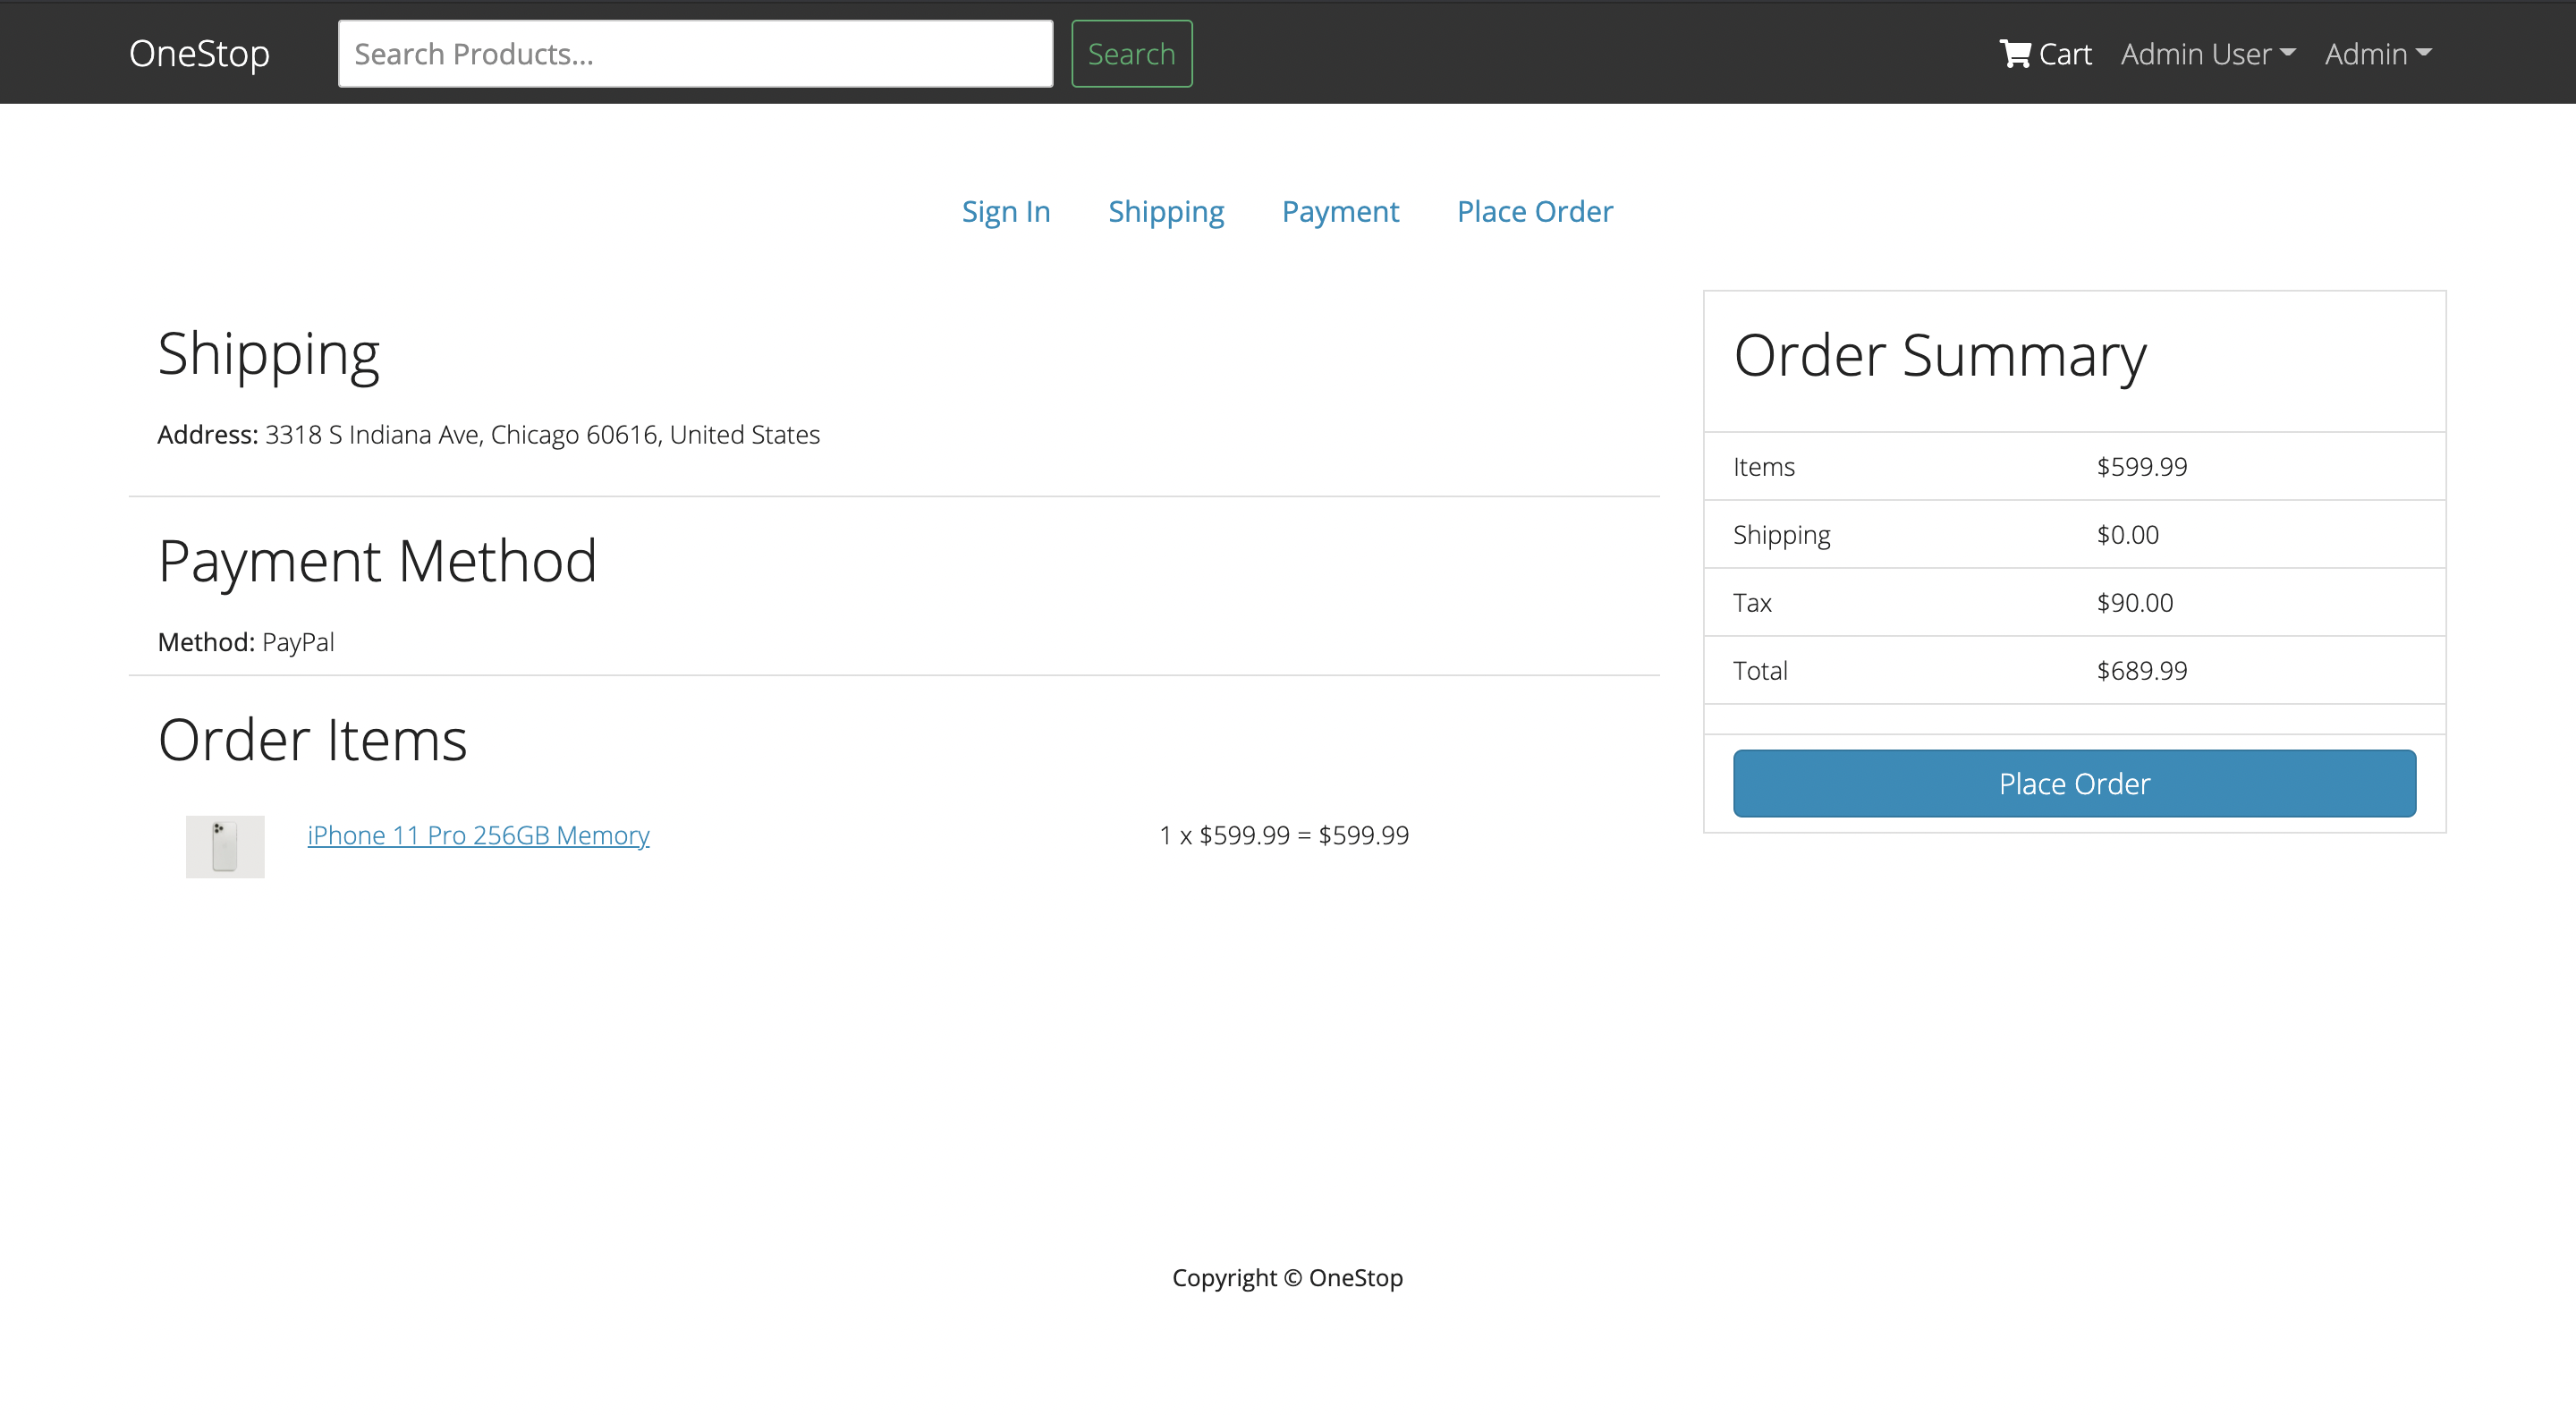 OneStop
Search Products...
Search
Cart
Admin User
Admin
Sign In
Shipping
Payment
Place Order
Shipping
Address: 3318 S Indiana Ave, Chicago 60616, United States
Payment Method
Method: PayPal
Order Items
iPhone 11 Pro 256GB Memory
1 x $599.99 = $599.99
Order Summary
Items $599.99
Shipping $0.00
Tax $90.00
Total $689.99
Place Order
Copyright © OneStop